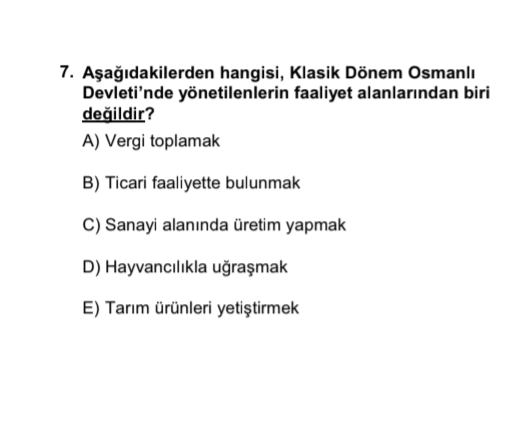 7. Aşağıdakilerden hangisi, Klasik Dönem Osmanlı
Devleti'nde yönetilenlerin faaliyet alanlarından biri
değildir?
A) Vergi toplamak
B) Ticari faaliyette bulunmak
C) Sanayi alanında üretim yapmak
D) Hayvancılıkla uğraşmak
E) Tarım ürünleri yetiştirmek